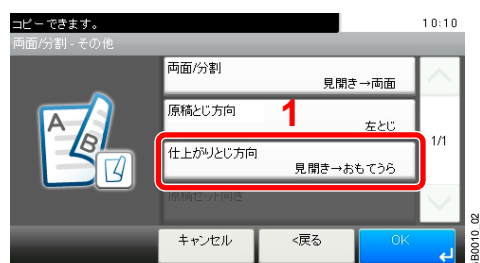 コピーできます。
10:10
両面/分割 - その他
両面/分割
見開き→両面
原稿とじ方向
左とじ
1
1/1
仕上がりとじ方向
見開き→おもてうら
原稿セット向き
A
B
キャンセル
<戻る
OK
B0010_02